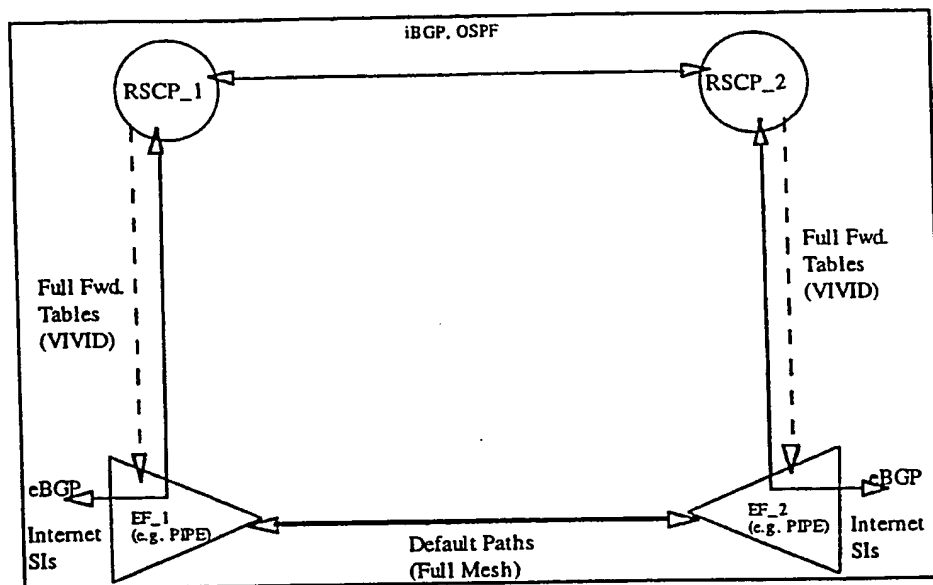 iBGP, OSPF
RSCP_1
RSCP_2
Full Fwd.
Tables
(VIVID)
Full Fwd.
Tables
(VIVID)
eBGP
EF_1
(e.g. PIPE)
Internet
SIs
Default Paths
(Full Mesh)
EF_2
(e.g. PIPE)
eBGP
Internet
SIs